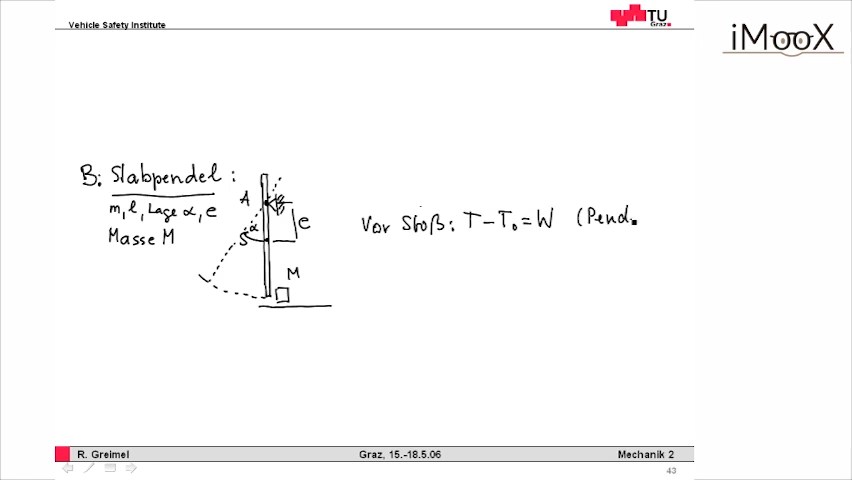 Vehicle Safety Institute
TU
Graz
iMooX
B: Stabpendel:
m, l, Lage α, e
Masse M
A
e
α
S
M
Vor Stoß: T-T₀=W (Pend
R. Greimel
Graz, 15.-18.5.06
Mechanik 2
43